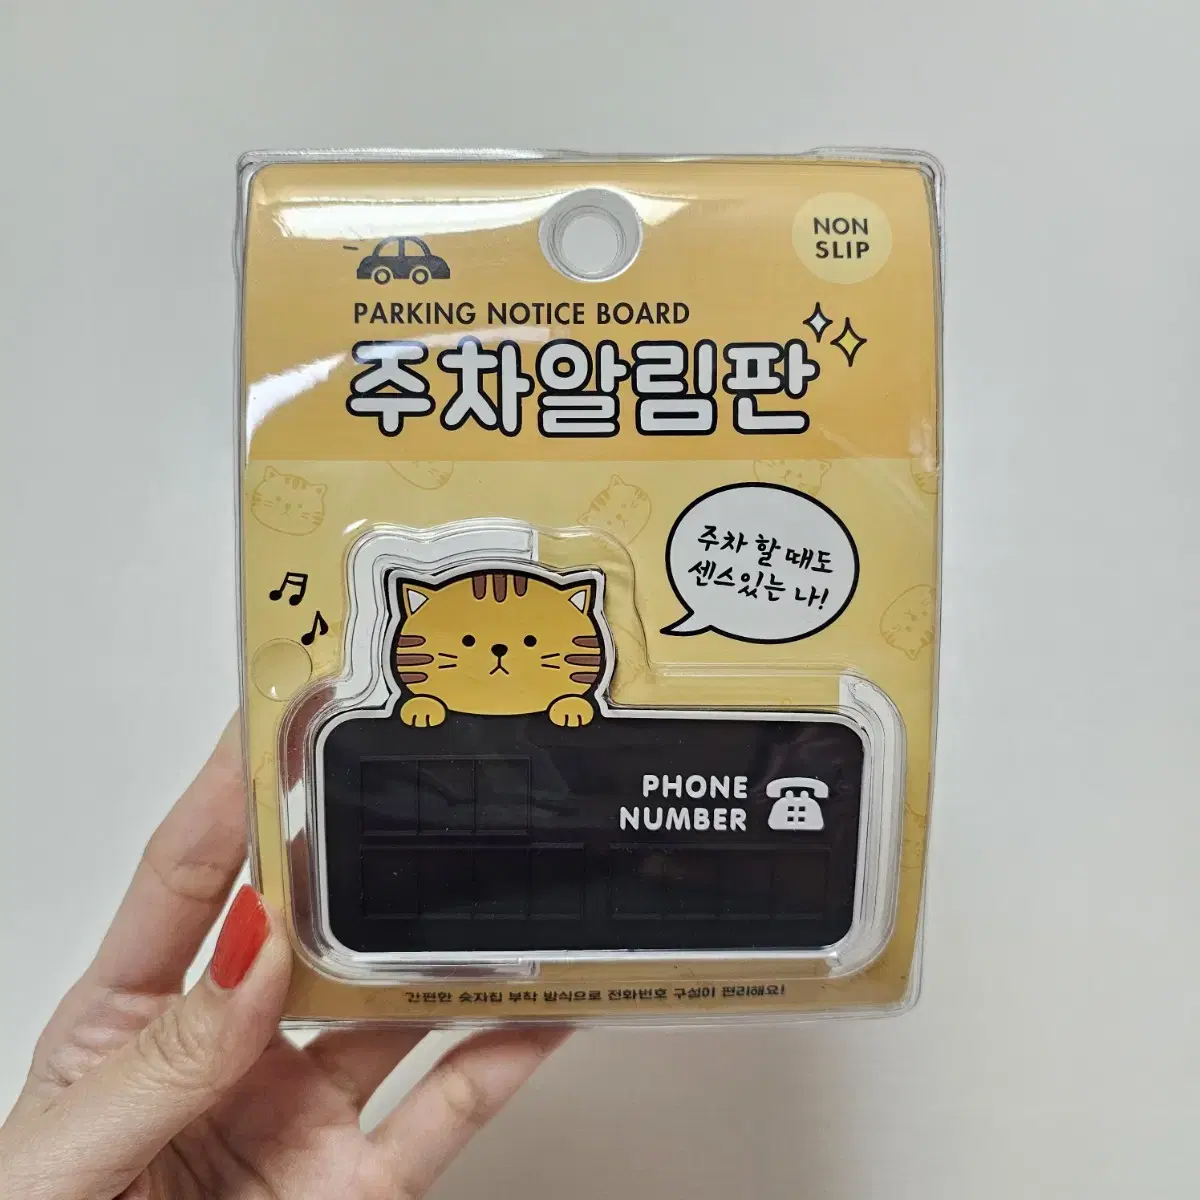 NON
SLIP
PARKING NOTICE BOARD
주차알림판
주차 할 때도
센스있는 나!
PHONE
NUMBER
간편한 숫자칩 부착 방식으로 전화번호 구성이 편리해요!